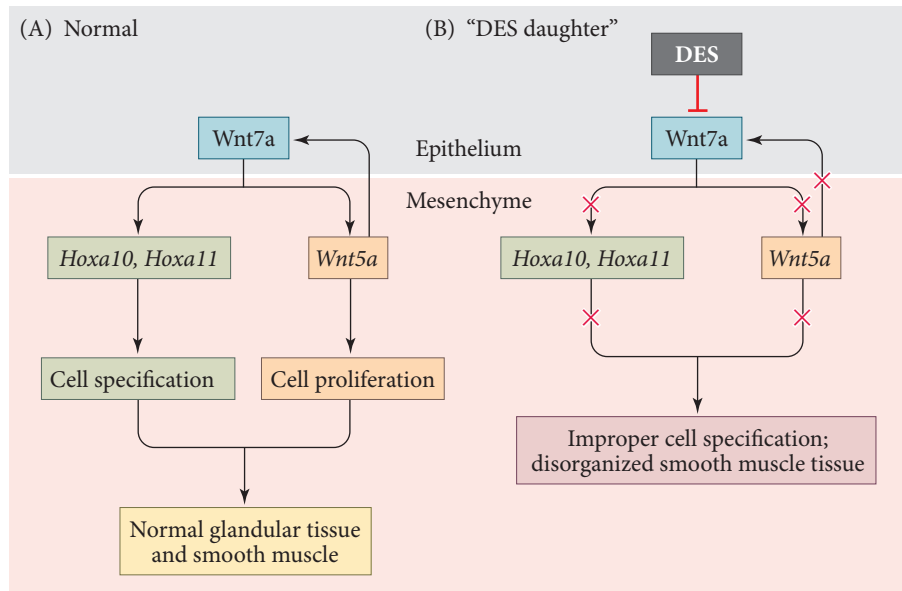 (A) Normal
Wnt7a
Epithelium
Mesenchyme
Hoxa10, Hoxa11
Wnt5a
Cell specification
Cell proliferation
Normal glandular tissue
and smooth muscle
(B) “DES daughter”
DES
Wnt7a
Hoxa10, Hoxa11
Wnt5a
Improper cell specification;
disorganized smooth muscle tissue